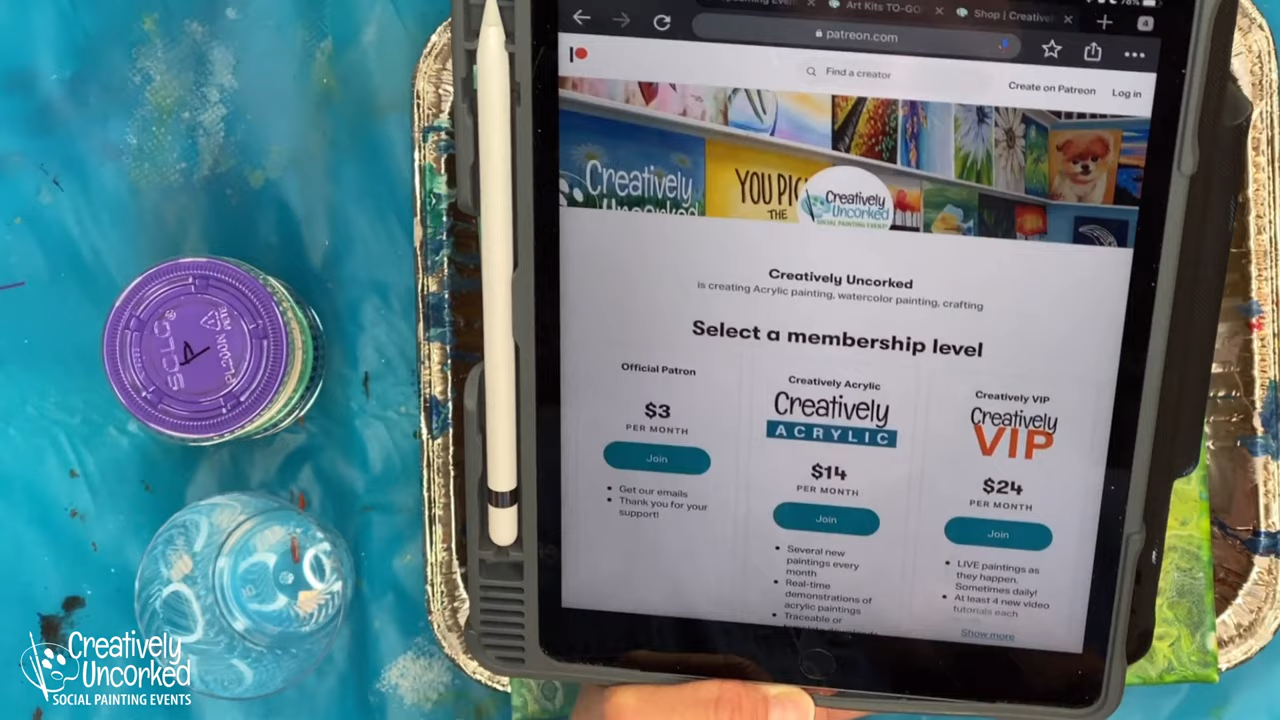 Art Kits TO-GO
Shop | Creative
4
patreon.com
Find a creator
Create on Patreon
Log in
Creatively
Uncorked
YOU PIC
THE
Creatively
Uncorked
SOCIAL PAINTING EVENTS
Creatively Uncorked
is creating Acrylic painting, watercolor painting, crafting
Select a membership level
Official Patron
$3
PER MONTH
Join
Get our emails
Thank you for your
support!
Creatively Acrylic
Creatively
ACRYLIC
$14
PER MONTH
Join
Several new
paintings every
month
Real-time
demonstrations of
acrylic paintings
Traceable or
Creatively VIP
Creatively
VIP
$24
PER MONTH
Join
LIVE paintings as
they happen.
Sometimes daily!
At least 4 new video
tutorials each
Show more
SOLO
PL200N
A
Creatively
Uncorked
SOCIAL PAINTING EVENTS